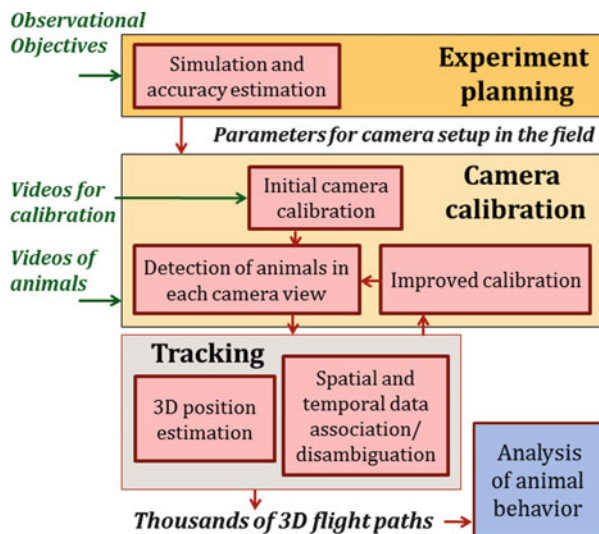 Observational
Objectives
Simulation and
accuracy estimation
Experiment
planning
Parameters for camera setup in the field
Camera
calibration
Videos for
calibration
Initial camera
calibration
Videos of
animals
Detection of animals in
each camera view
Improved calibration
Tracking
3D position
estimation
Spatial and
temporal data
association/
disambiguation
Analysis
of animal
behavior
Thousands of 3D flight paths